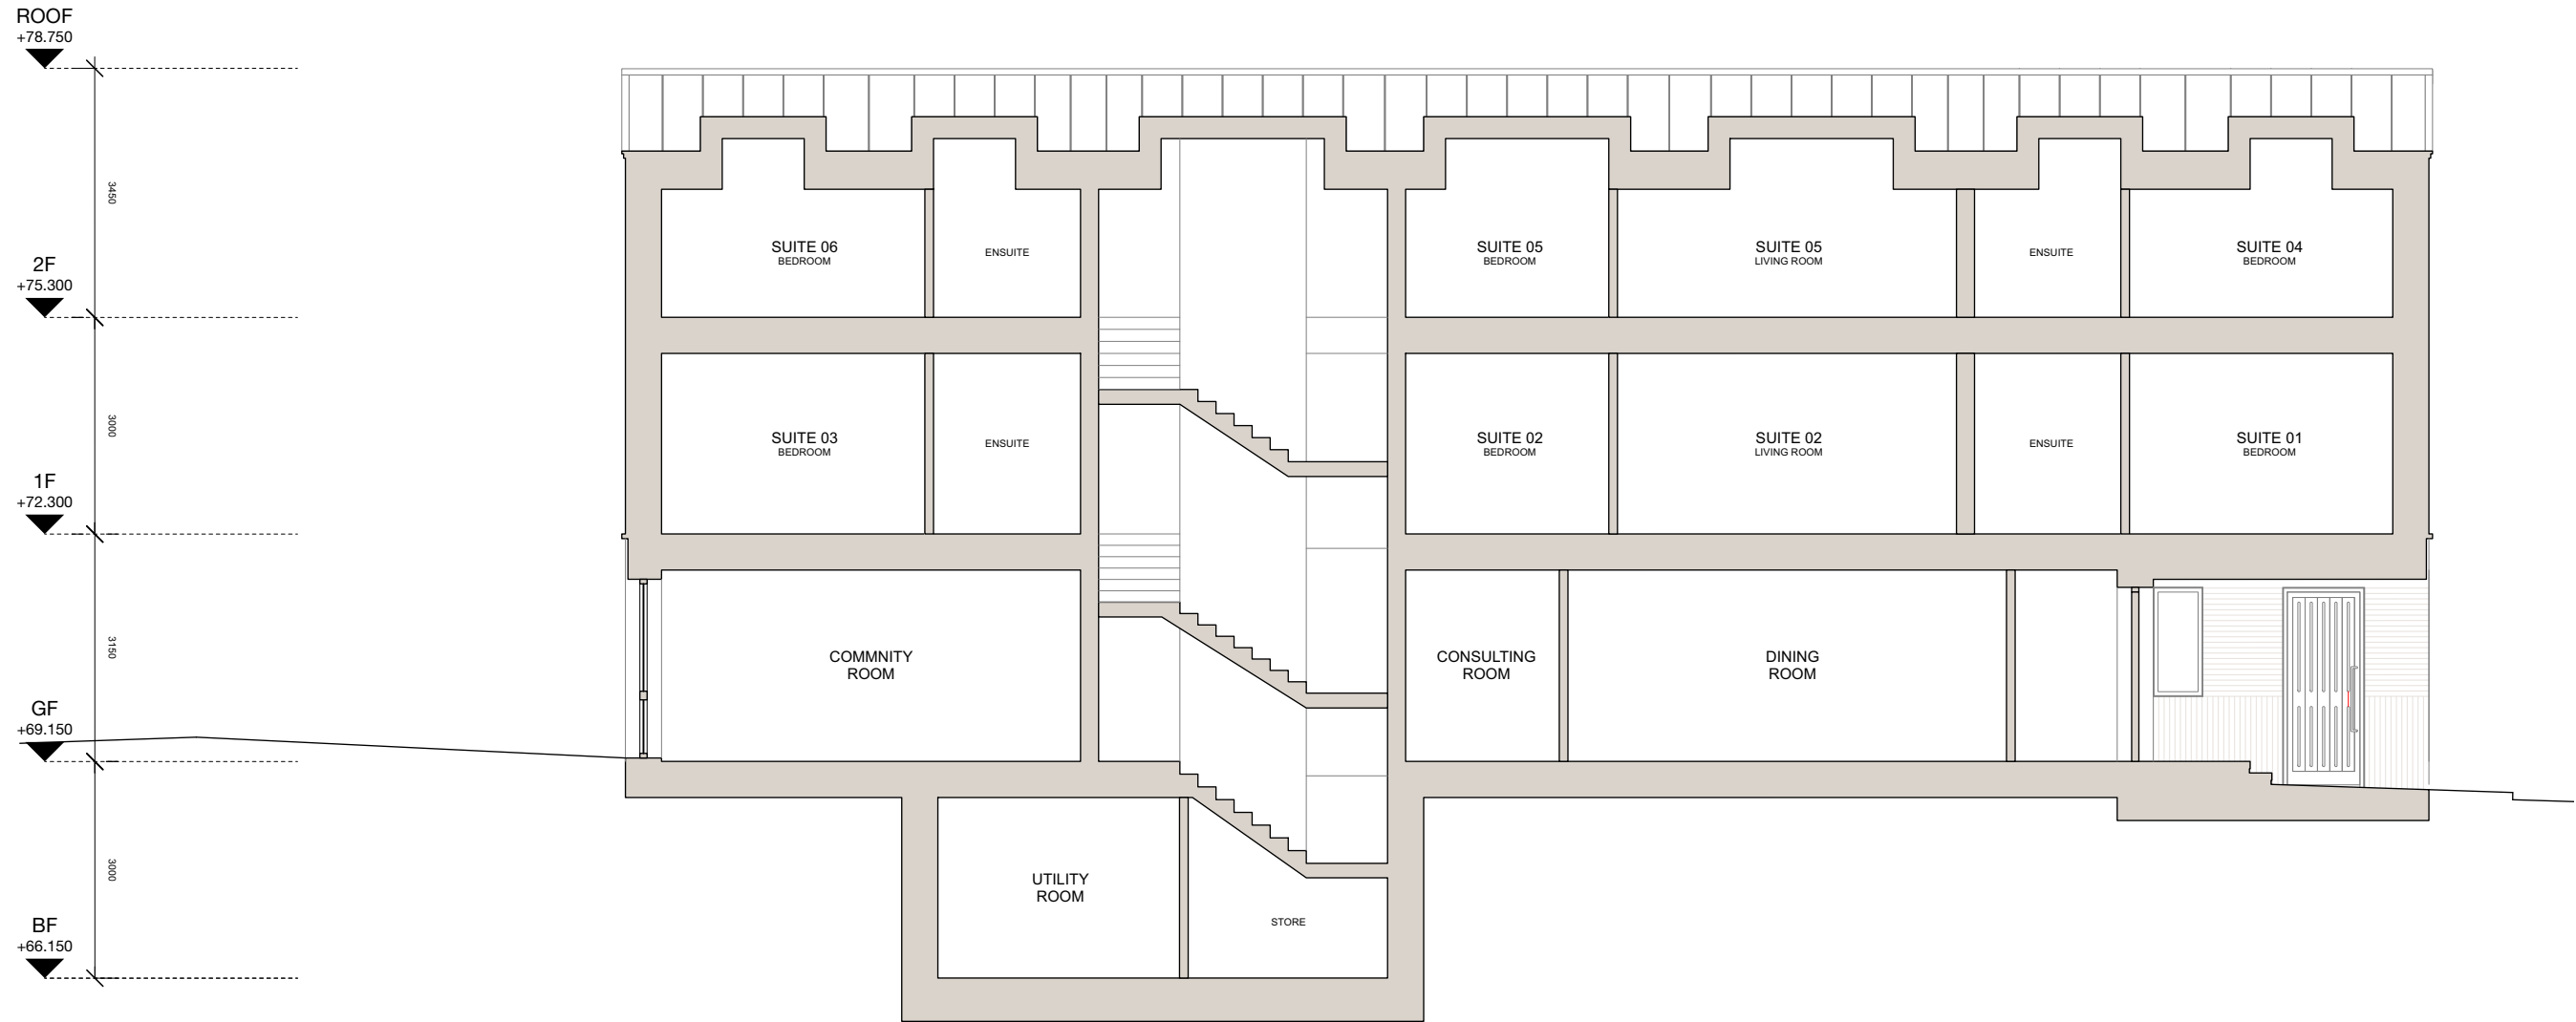 ROOF
+78.750
3450
2F
+75.300
3000
1F
+72.300
3150
GF
+69.150
3000
BF
+66.150
SUITE 06
BEDROOM
ENSUITE
SUITE 05
BEDROOM
SUITE 05
LIVING ROOM
ENSUITE
SUITE 04
BEDROOM
SUITE 03
BEDROOM
ENSUITE
SUITE 02
BEDROOM
SUITE 02
LIVING ROOM
ENSUITE
SUITE 01
BEDROOM
COMMNITY
ROOM
CONSULTING
ROOM
DINING
ROOM
UTILITY
ROOM
STORE